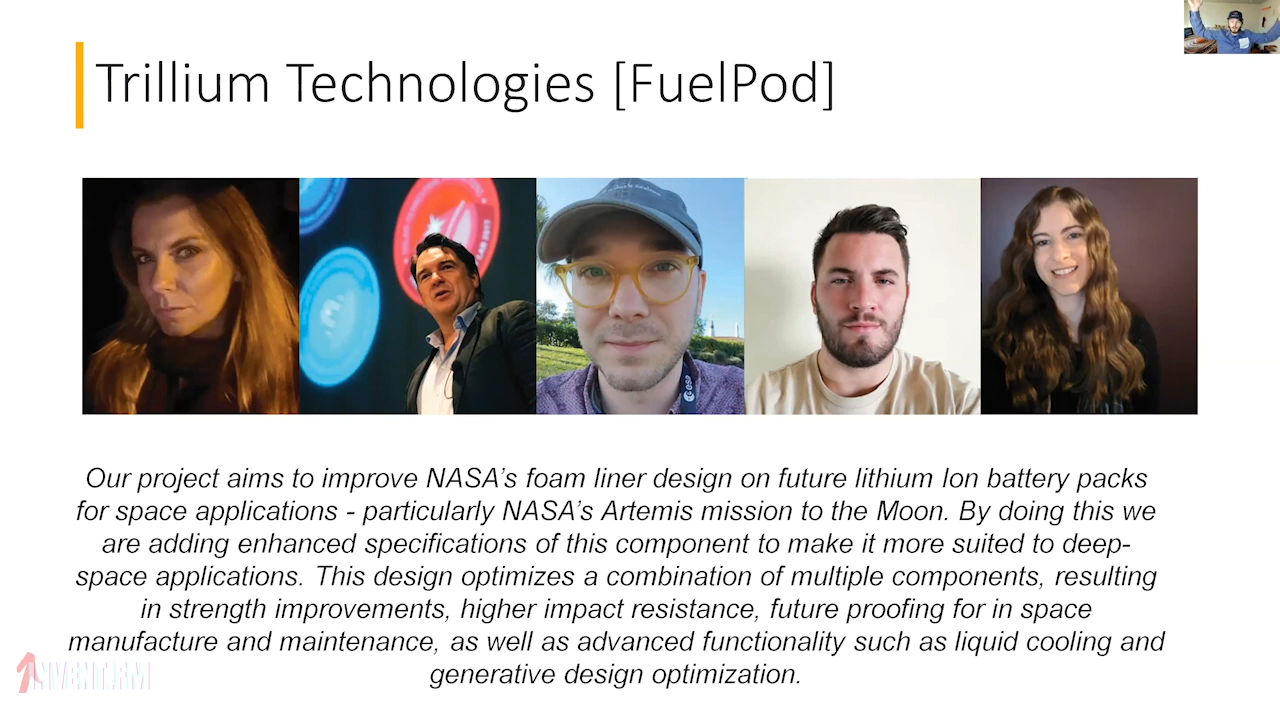 Trillium Technologies [FuelPod]
esa
Our project aims to improve NASA's foam liner design on future lithium Ion battery packs
for space applications - particularly NASA's Artemis mission to the Moon. By doing this we
are adding enhanced specifications of this component to make it more suited to deep-
space applications. This design optimizes a combination of multiple components, resulting
in strength improvements, higher impact resistance, future proofing for in space
manufacture and maintenance, as well as advanced functionality such as liquid cooling and
generative design optimization.
1NVENT.RM